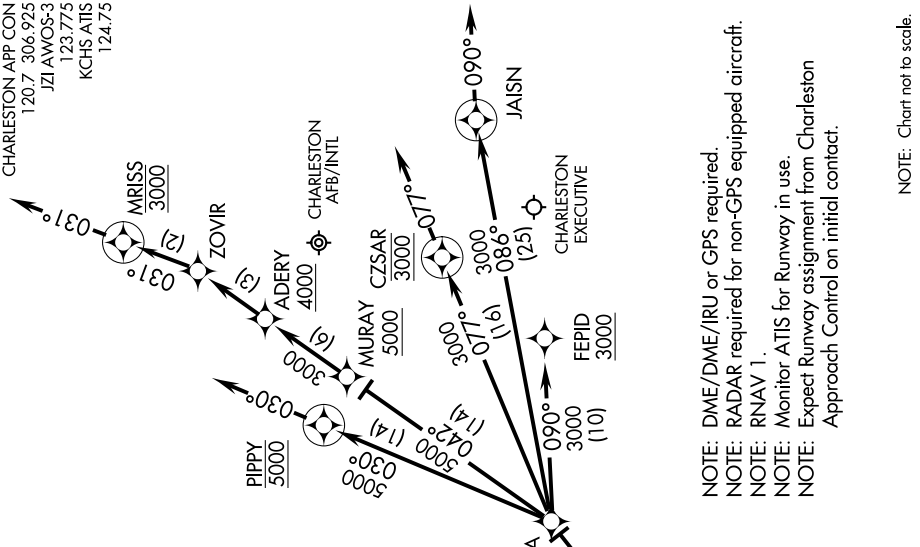 CHARLESTON APP CON
120.7 306.925
JZI AWOS-3
123.775
KCHS ATIS
124.75
031°
MRISS
3000
(2)
031°
ZOVIR
(3)
ADERY
4000
CHARLESTON
AFB/INTL
(6)
3000
MURAY
5000
030°
PIPPY
5000
(14)
5000
030°
(14)
042°
5000
077°
CZSAR
3000
3000
077°
(16)
090°
JAISN
3000
086°
(25)
CHARLESTON
EXECUTIVE
FEPID
3000
090°
3000
(10)
A
NOTE: DME/DME/IRU or GPS required.
NOTE: RADAR required for non-GPS equipped aircraft.
NOTE: RNAV 1.
NOTE: Monitor ATIS for Runway in use.
NOTE: Expect Runway assignment from Charleston
Approach Control on initial contact.
NOTE: Chart not to scale.